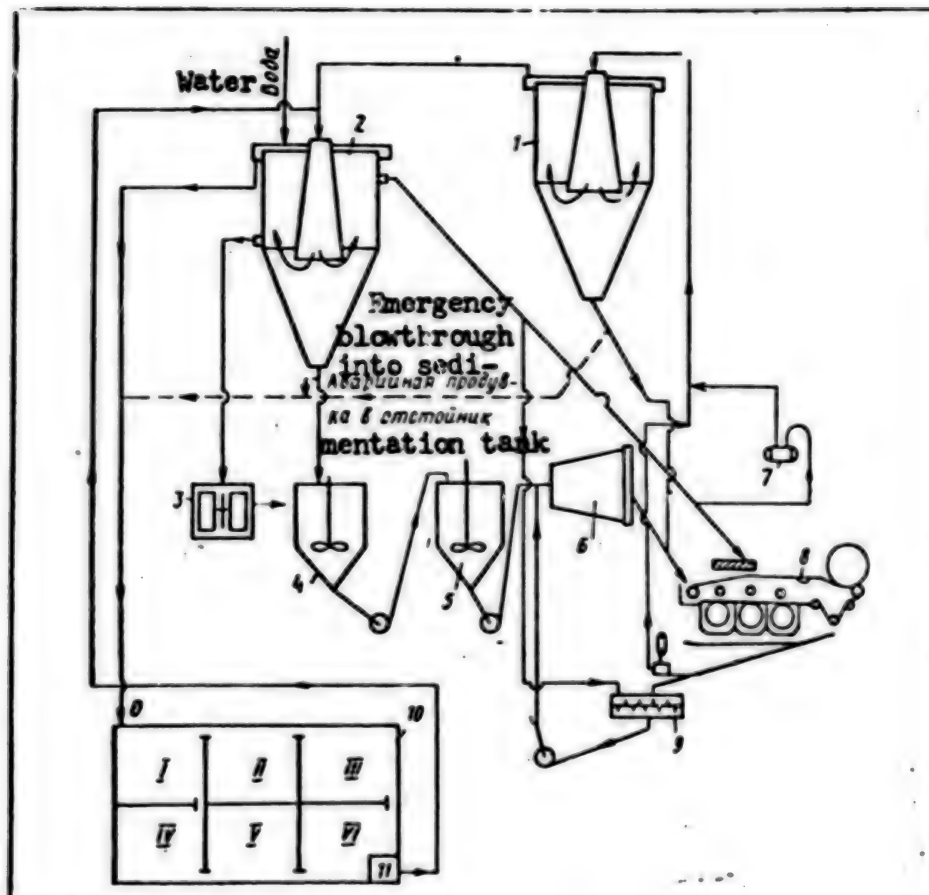 Water
Вода
2
1
Emergency
blowthrough
into sedi-
Аварийная продув-
ка в отстойник
mentation tank
3
4
5
6
7
8
9
0
10
I
II
III
IV
V
VI
11